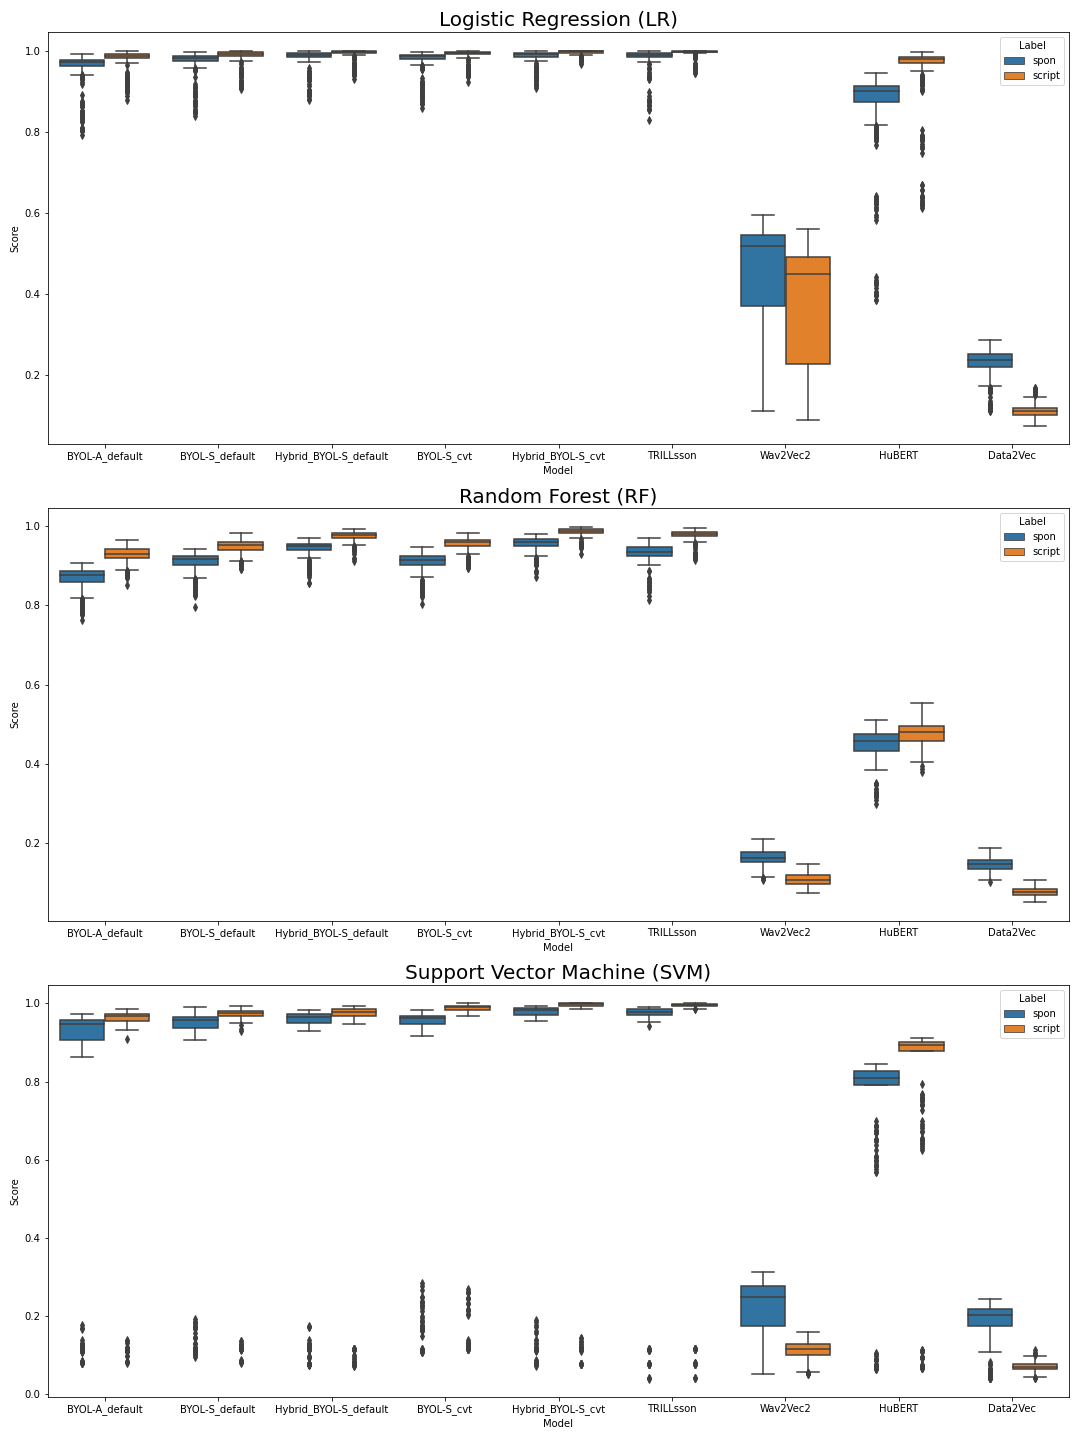 Logistic Regression (LR)
Label
spon
script
1.0
0.8
0.6
0.4
0.2
Score
BYOL-A_default BYOL-S_default Hybrid_BYOL-S_default BYOL-S_cvt Hybrid_BYOL-S_cvt TRILLsson Wav2Vec2 HuBERT Data2Vec
Model
Random Forest (RF)
Label
spon
script
1.0
0.8
0.6
0.4
0.2
Score
BYOL-A_default BYOL-S_default Hybrid_BYOL-S_default BYOL-S_cvt Hybrid_BYOL-S_cvt TRILLsson Wav2Vec2 HuBERT Data2Vec
Model
Support Vector Machine (SVM)
Label
spon
script
1.0
0.8
0.6
0.4
0.2
0.0
Score
BYOL-A_default BYOL-S_default Hybrid_BYOL-S_default BYOL-S_cvt Hybrid_BYOL-S_cvt TRILLsson Wav2Vec2 HuBERT Data2Vec
Model